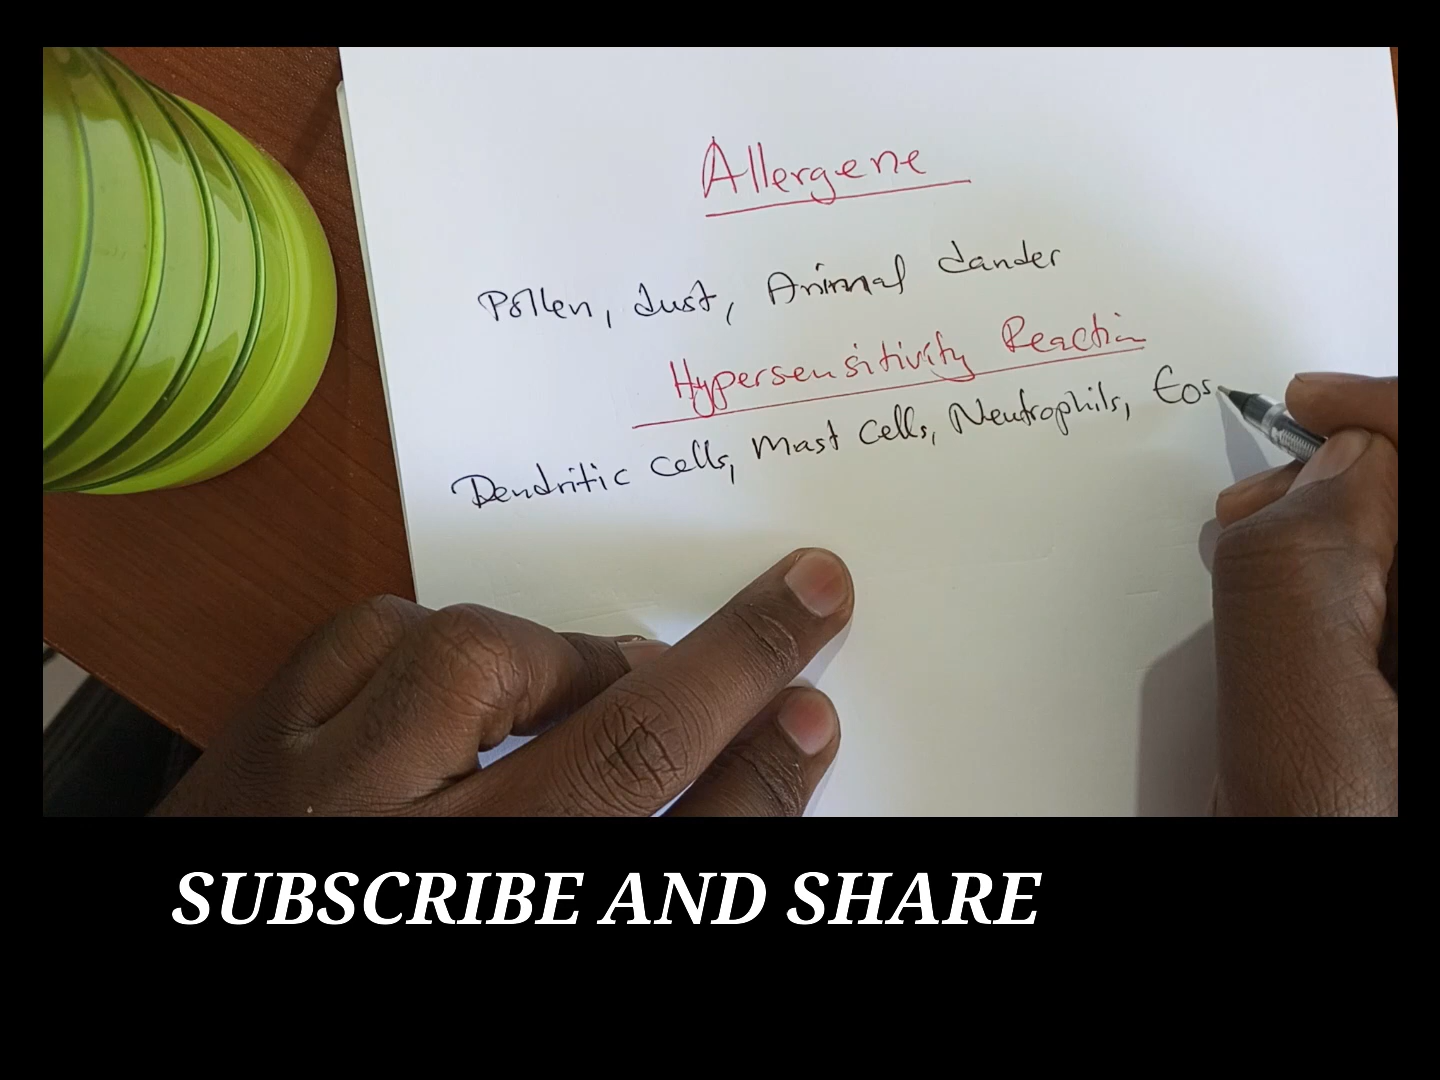 Allergene
Pollen, dust, Animal dander
Hypersensitivity Reaction
Dendritic cells, Mast cells, Neutrophils, Eos
SUBSCRIBE AND SHARE